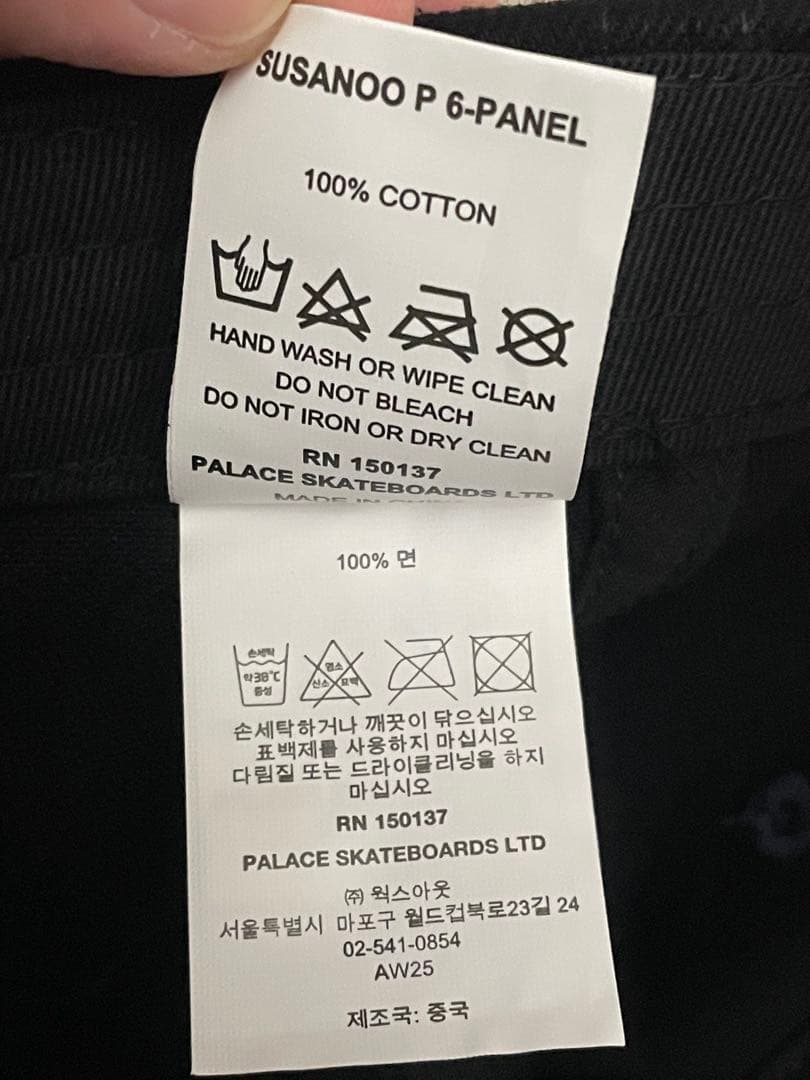 SUSANOO P 6-PANEL
100% COTTON
HAND WASH OR WIPE CLEAN
DO NOT BLEACH
DO NOT IRON OR DRY CLEAN
RN 150137
PALACE SKATEBOARDS LTD
MADE IN
100% 면
손세탁
약30℃
중성
염소
산소 표백
손세탁하거나 깨끗이 닦으십시오
표백제를 사용하지 마십시오
다림질 또는 드라이클리닝을 하지
마십시오
RN 150137
PALACE SKATEBOARDS LTD
㈜ 웍스아웃
서울특별시 마포구 월드컵북로23길 24
02-541-0854
AW25
제조국: 중국